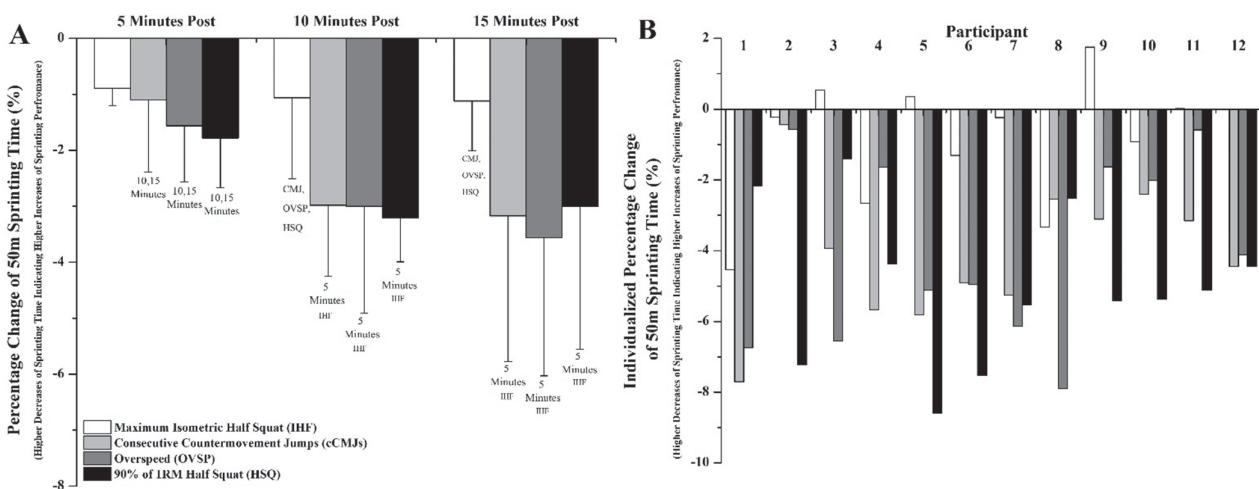 A
5 Minutes Post
10 Minutes Post
15 Minutes Post
Percentage Change of 50m Sprinting Time (%)
(Higher Decreases of Sprinting Time Indicating Higher Increases of Sprinting Perfromance)
0
-2
-4
-6
-8
10,15
Minutes
10,15
Minutes
10,15
Minutes
CMJ,
OVSP,
HSQ
5
Minutes
IHF
5
Minutes
IHF
5
Minutes
IHF
CMJ,
OVSP,
HSQ
5
Minutes
IHF
5
Minutes
IHF
5
Minutes
IHF
Maximum Isometric Half Squat (IHF)
Consecutive Countermovement Jumps (cCMJs)
Overspeed (OVSP)
90% of 1RM Half Squat (HSQ)
B
Participant
1 2 3 4 5 6 7 8 9 10 11 12
Individualized Percentage Change
of 50m Sprinting Time (%)
(Higher Decreases of Sprinting Time Indicating Higher Increases of Sprinting Perfromance)
2
0
-2
-4
-6
-8
-10